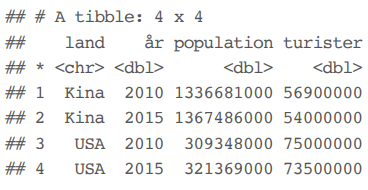 ## # A tibble: 4 x 4
##    land    år population turister
## * <chr> <dbl>      <dbl>    <dbl>
## 1  Kina  2010 1336681000 56900000
## 2  Kina  2015 1367486000 54000000
## 3   USA  2010  309348000 75000000
## 4   USA  2015  321369000 73500000